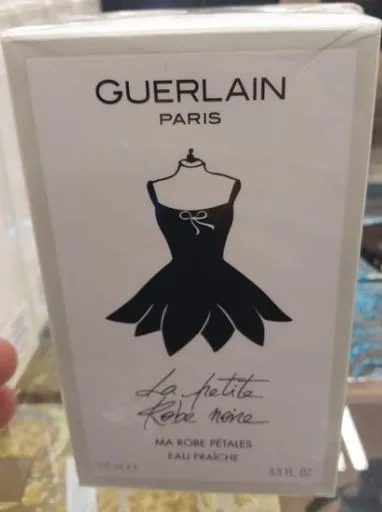 GUERLAIN
PARIS
La petite
Robe noire
MA ROBE PÉTALES
EAU FRAÎCHE
3.3 FL. OZ